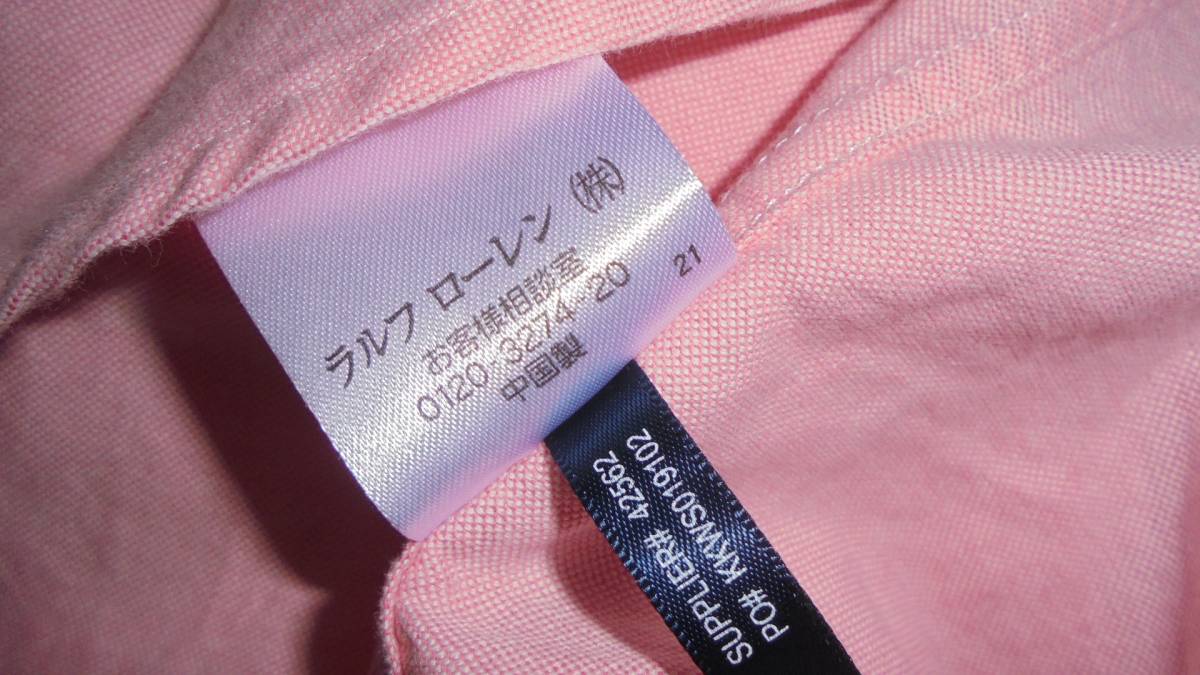 ラルフ ローレン (株)
お客様相談室
0120-3274-20
中国製
21
SUPPLIER# 42562
PO# KKWS019102